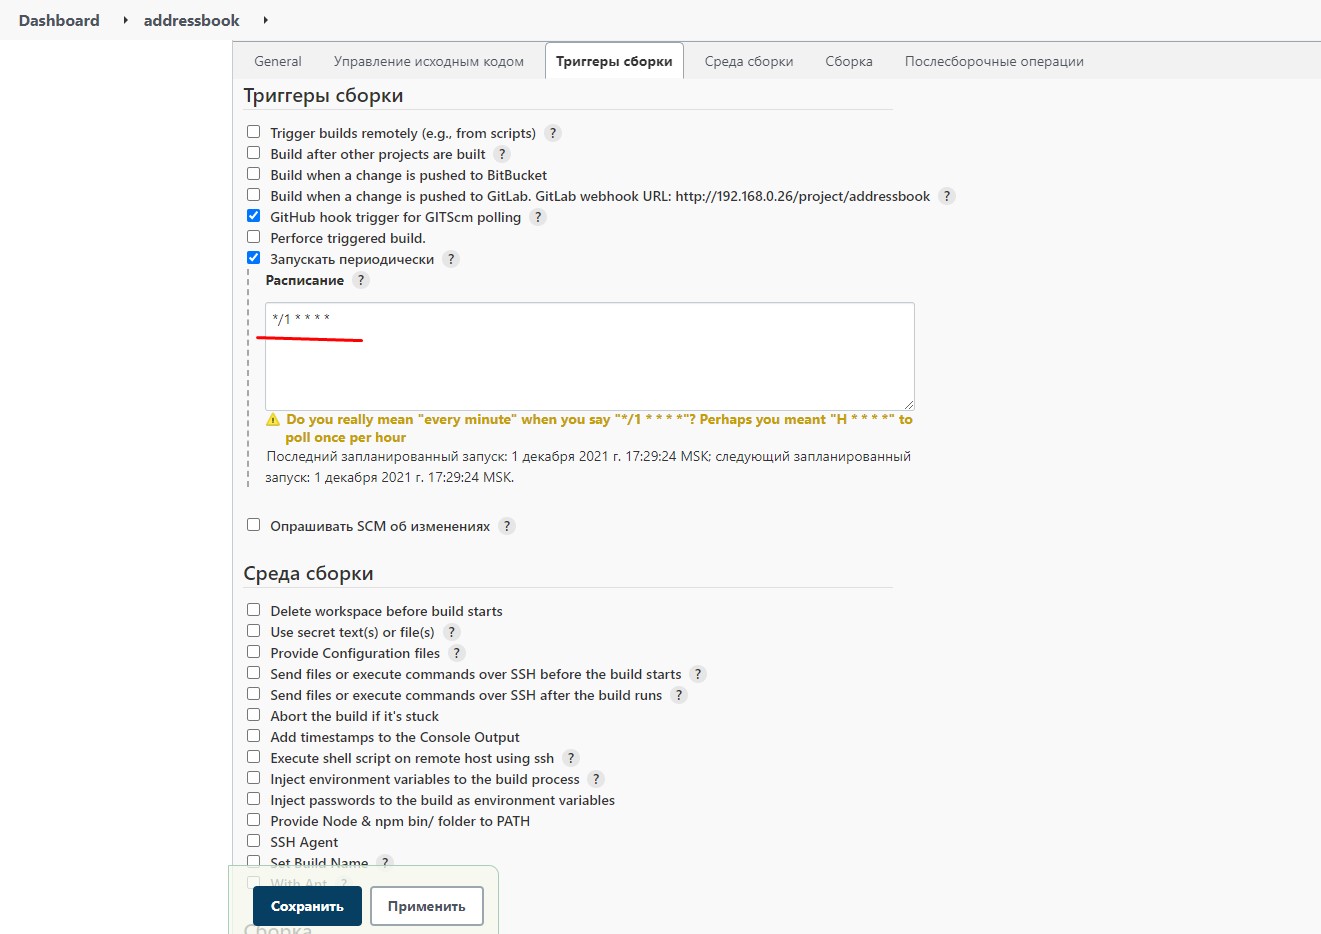 Dashboard addressbook
General Управление исходным кодом Триггеры сборки Среда сборки Сборка Послесборочные операции
Триггеры сборки
Trigger builds remotely (e.g., from scripts) ?
Build after other projects are built ?
Build when a change is pushed to BitBucket
Build when a change is pushed to GitLab. GitLab webhook URL: http://192.168.0.26/project/addressbook ?
GitHub hook trigger for GITScm polling ?
Perforce triggered build.
Запускать периодически ?
Расписание ?
*/1 * * * *
Do you really mean "every minute" when you say "*/1 * * * *"? Perhaps you meant "H * * * *" to
poll once per hour
Последний запланированный запуск: 1 декабря 2021 г. 17:29:24 MSK; следующий запланированный
запуск: 1 декабря 2021 г. 17:29:24 MSK.
Опрашивать SCM об изменениях ?
Среда сборки
Delete workspace before build starts
Use secret text(s) or file(s) ?
Provide Configuration files ?
Send files or execute commands over SSH before the build starts ?
Send files or execute commands over SSH after the build runs ?
Abort the build if it's stuck
Add timestamps to the Console Output
Execute shell script on remote host using ssh ?
Inject environment variables to the build process ?
Inject passwords to the build as environment variables
Provide Node & npm bin/ folder to PATH
SSH Agent
Set Build Name ?
With Ant ?
Сохранить Применить
Сборка